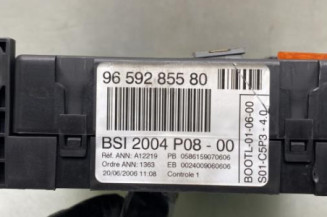 96 592 855 80
BSI 2004 P08 - 00
Réf. ANN: A12219 PB 0586159070606
Ordre ANN: 1363 EB 0024009060606
20/06/2006 11:08 Controle 1
BOOTL-01-06-00
S01-C5P3 - 4.0